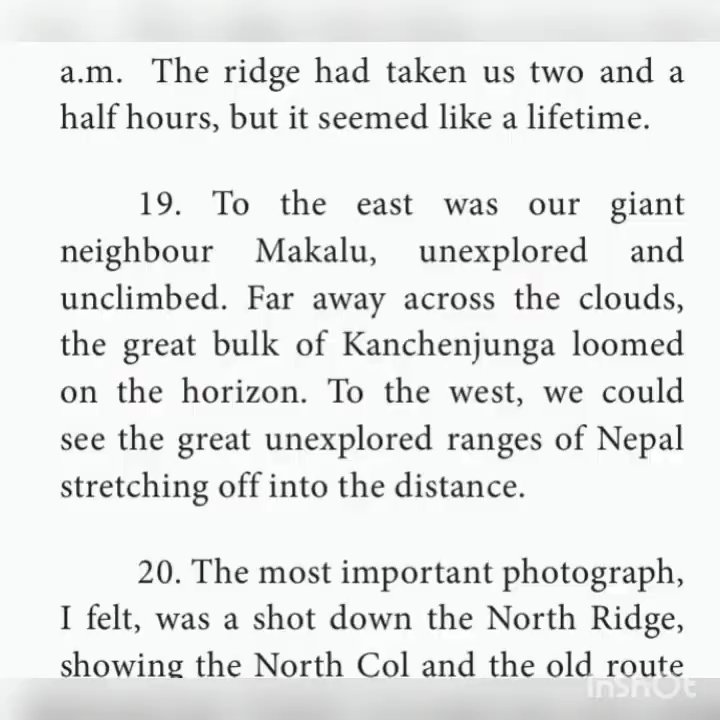 a.m. The ridge had taken us two and a
half hours, but it seemed like a lifetime.
19. To the east was our giant
neighbour Makalu, unexplored and
unclimbed. Far away across the clouds,
the great bulk of Kanchenjunga loomed
on the horizon. To the west, we could
see the great unexplored ranges of Nepal
stretching off into the distance.
20. The most important photograph,
I felt, was a shot down the North Ridge,
showing the North Col and the old route
InShOt